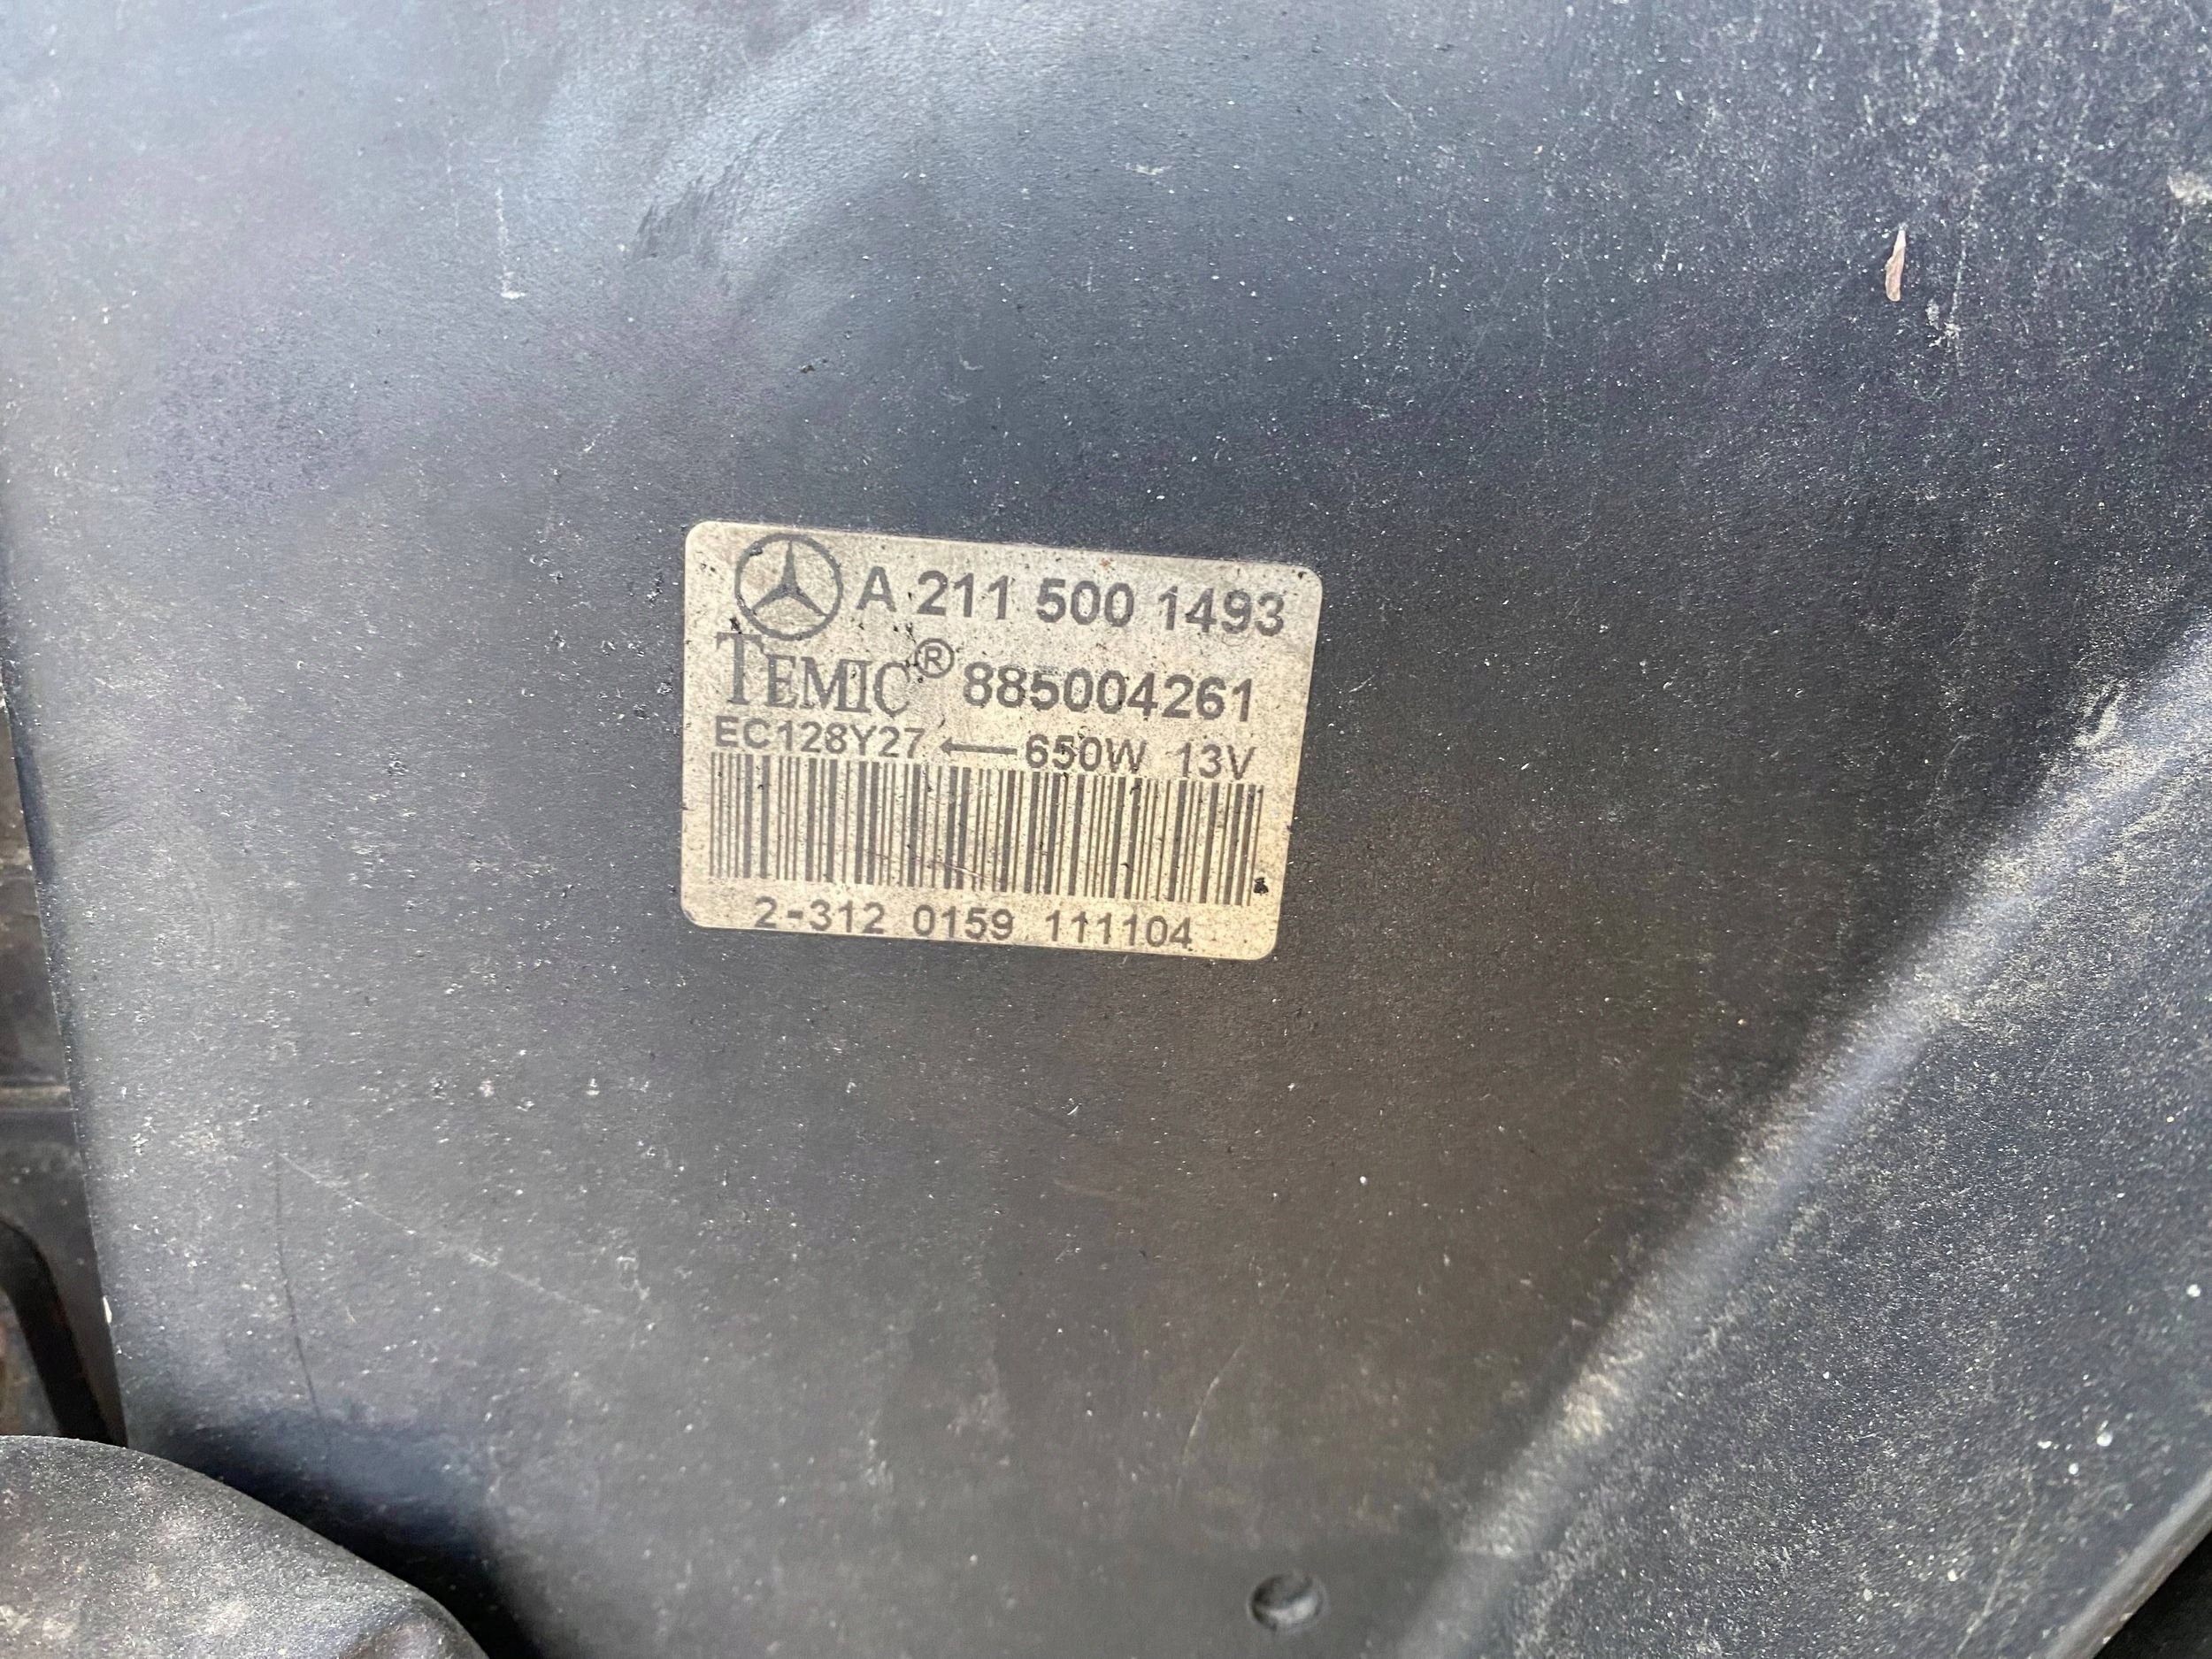 A 211 500 1493
TEMIC® 885004261
EC128Y27 ← 650W 13V
2-312 0159 111104